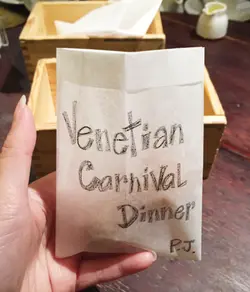 Venetian
Carnival
Dinner
P.J.